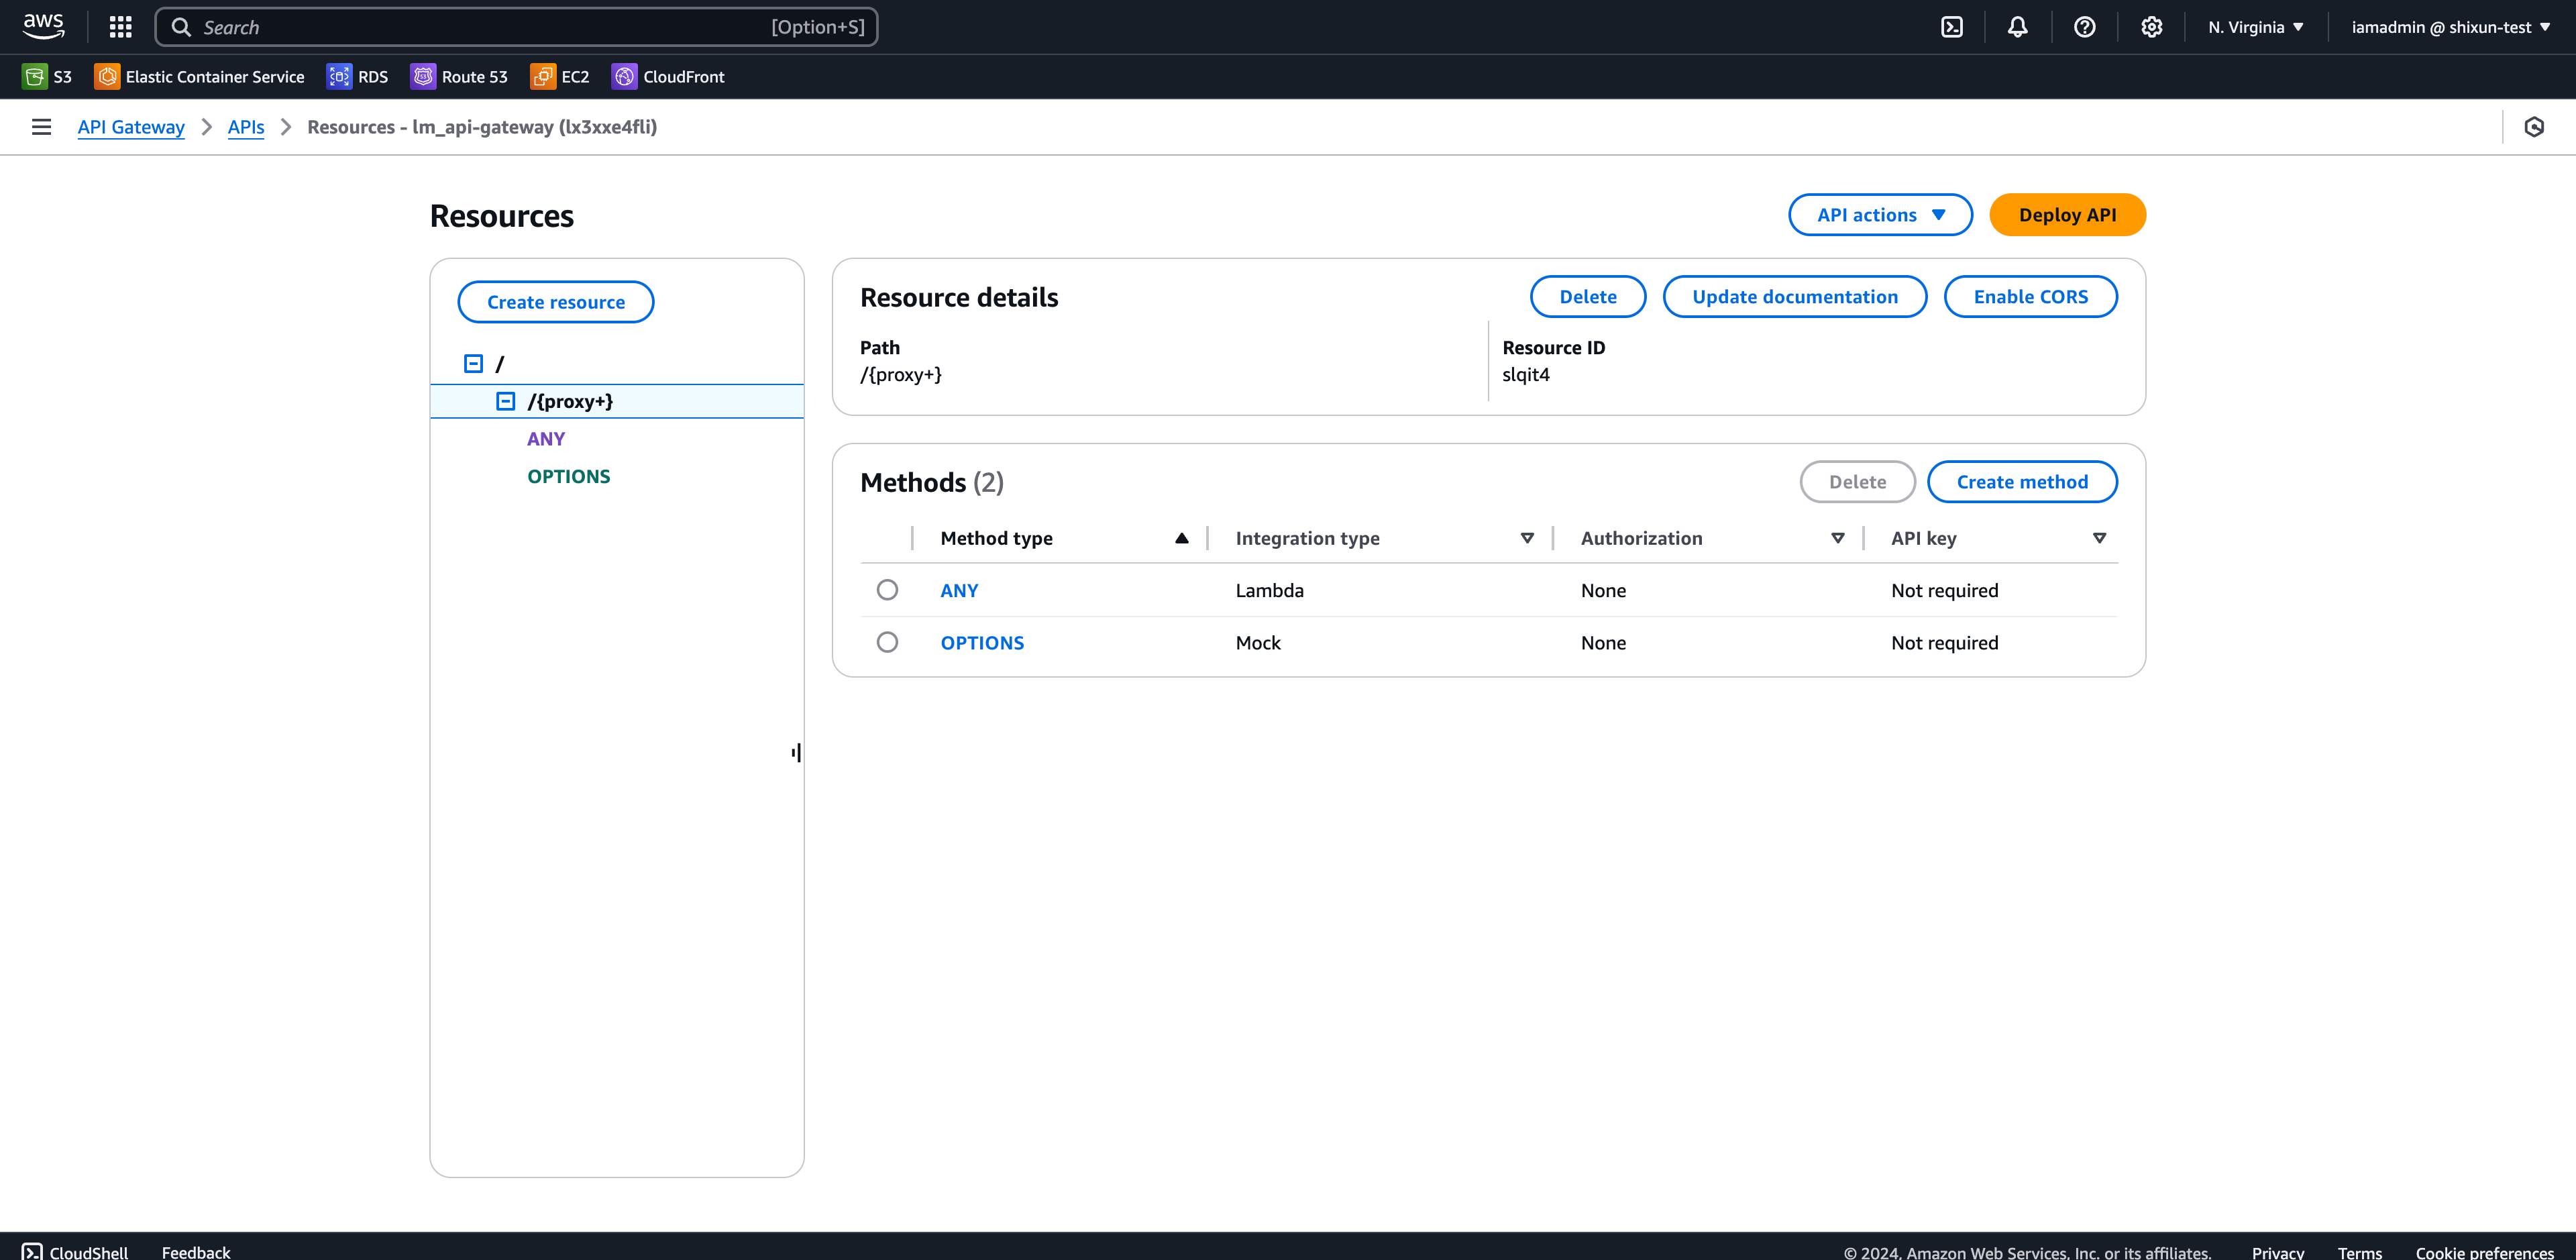 aws
Search [Option+S]
N. Virginia
iamadmin @ shixun-test
S3 Elastic Container Service RDS Route 53 EC2 CloudFront
API Gateway APIs Resources - lm_api-gateway (lx3xxe4fli)
Resources
API actions Deploy API
Create resource
/
/{proxy+}
ANY
OPTIONS
Resource details
Delete Update documentation Enable CORS
Path
/{proxy+}
Resource ID
slqit4
Methods (2)
Delete Create method
Method type Integration type Authorization API key
ANY Lambda None Not required
OPTIONS Mock None Not required
CloudShell Feedback © 2024, Amazon Web Services, Inc. or its affiliates. Privacy Terms Cookie preferences